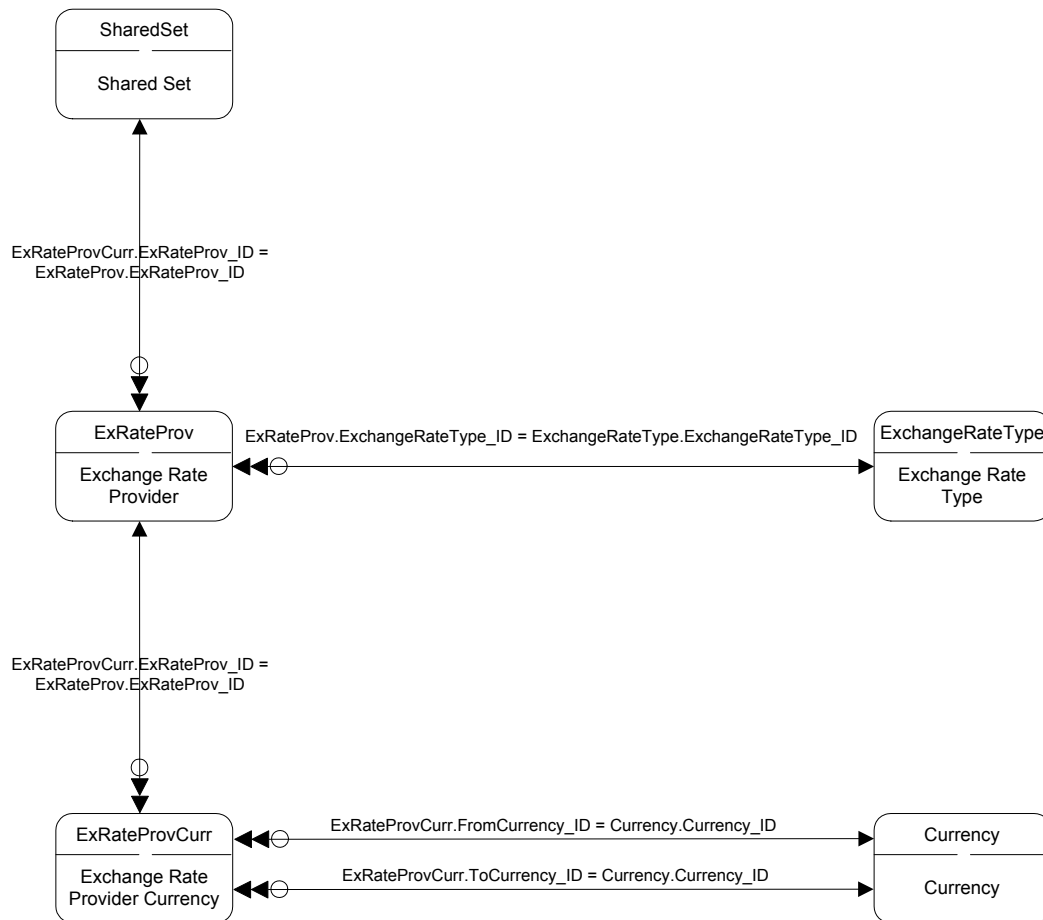 SharedSet
Shared Set
ExRateProvCurr.ExRateProv_ID =
ExRateProv.ExRateProv_ID
ExRateProv
Exchange Rate
Provider
ExRateProv.ExchangeRateType_ID = ExchangeRateType.ExchangeRateType_ID
ExchangeRateType
Exchange Rate
Type
ExRateProvCurr.ExRateProv_ID =
ExRateProv.ExRateProv_ID
ExRateProvCurr
Exchange Rate
Provider Currency
ExRateProvCurr.FromCurrency_ID = Currency.Currency_ID
ExRateProvCurr.ToCurrency_ID = Currency.Currency_ID
Currency
Currency